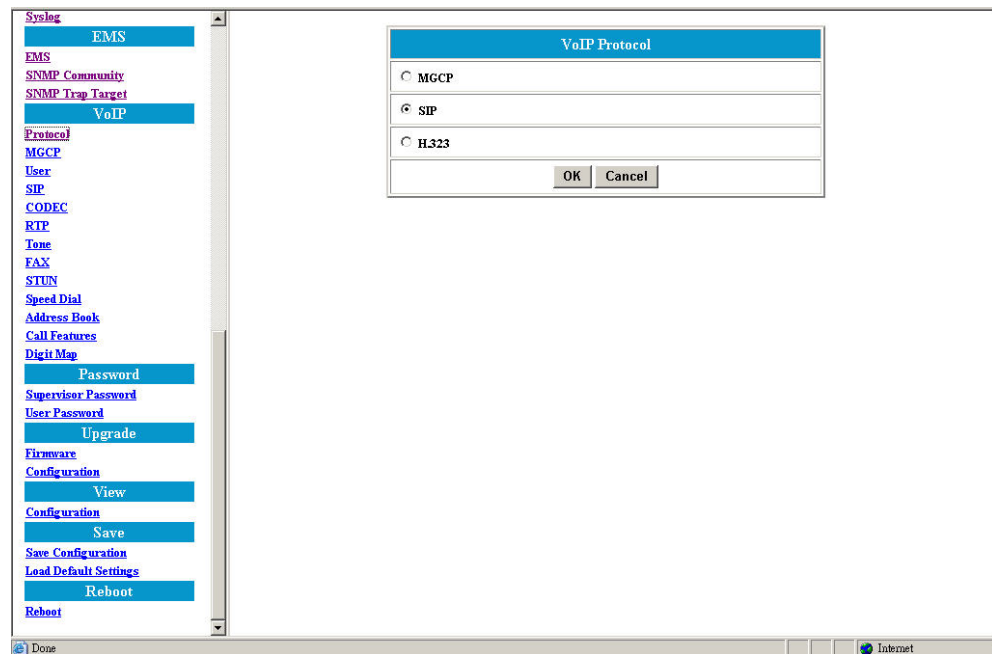 Syslog
EMS
EMS
SNMP Community
SNMP Trap Target
VoIP
Protocol
MGCP
User
SIP
CODEC
RTP
Tone
FAX
STUN
Speed Dial
Address Book
Call Features
Digit Map
Password
Supervisor Password
User Password
Upgrade
Firmware
Configuration
View
Configuration
Save
Save Configuration
Load Default Settings
Reboot
Reboot
VoIP Protocol
MGCP
SIP
H.323
OK Cancel
Done Internet